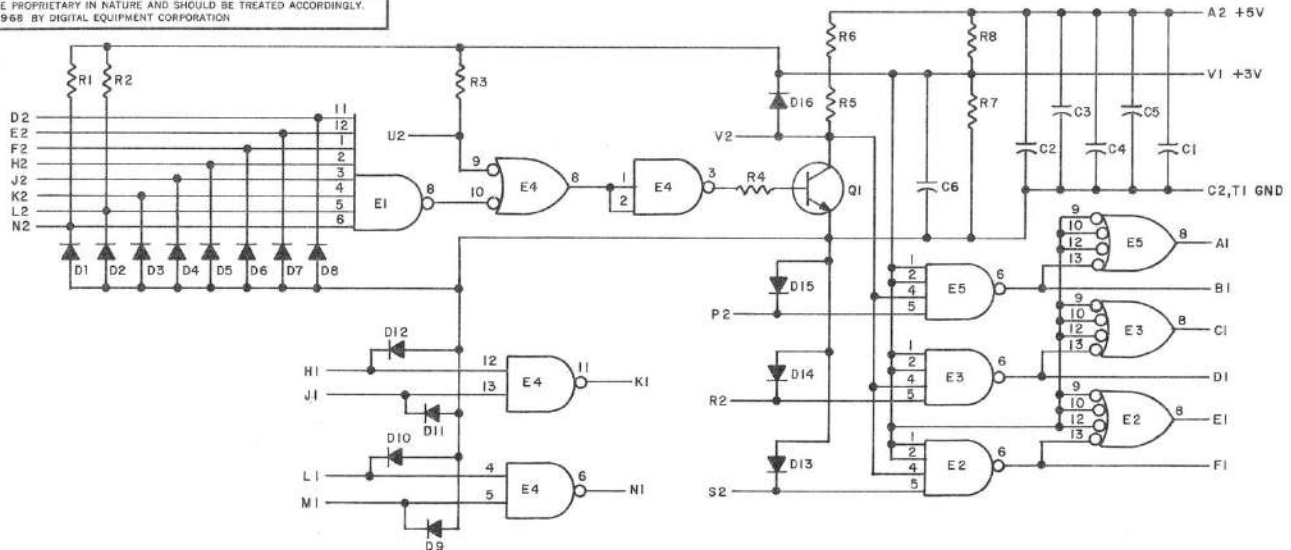 E PROPRIETARY IN NATURE AND SHOULD BE TREATED ACCORDINGLY.
968 BY DIGITAL EQUIPMENT CORPORATION
A2 +5V
R6
R8
R1
R2
R3
V1 +3V
D16
R5
R7
C3
C5
D2
E2
F2
H2
J2
K2
L2
N2
11
12
1
2
3
4
5
6
E1
8
U2
9
10
E4
8
1
2
E4
3
R4
V2
Q1
C6
C2
C4
C1
C2,T1 GND
D1
D2
D3
D4
D5
D6
D7
D8
9
10
12
13
E5
8
A1
D15
P2
1
2
4
5
E5
6
B1
9
10
12
13
E3
8
C1
D12
H1
J1
12
13
E4
11
K1
D11
D14
R2
1
2
4
5
E3
6
D1
9
10
12
13
E2
8
E1
D10
L1
M1
4
5
E4
6
N1
D9
D13
S2
1
2
4
5
E2
6
F1